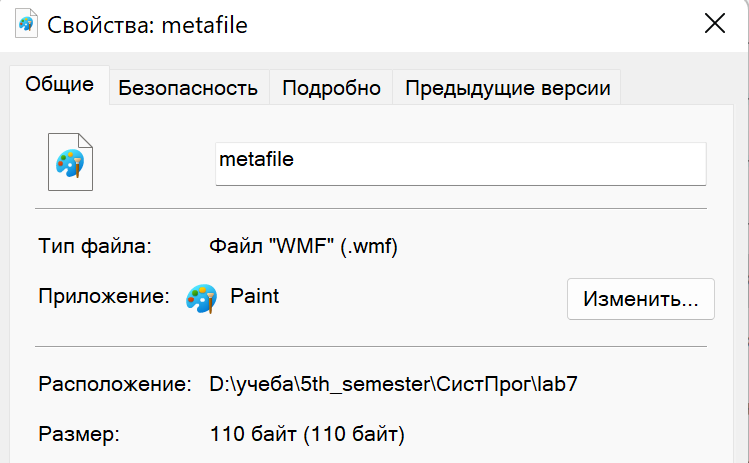 Свойства: metafile
Общие Безопасность Подробно Предыдущие версии
metafile
Тип файла: Файл "WMF" (.wmf)
Приложение: Paint Изменить...
Расположение: D:\учеба\5th_semester\СистПрог\lab7
Размер: 110 байт (110 байт)